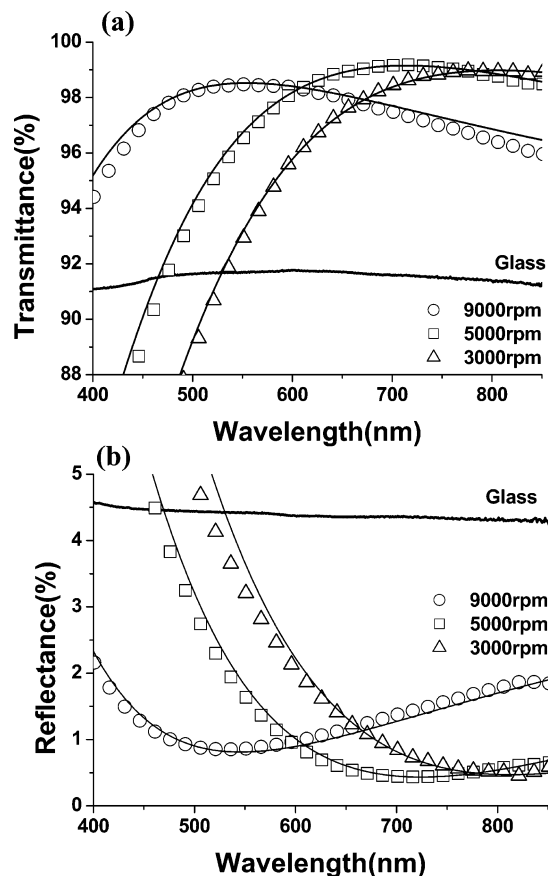 (a)
Transmittance(%)
100
98
96
94
92
90
88
Glass
9000rpm
5000rpm
3000rpm
400 500 600 700 800
Wavelength(nm)
(b)
Reflectance(%)
5
4
3
2
1
0
Glass
9000rpm
5000rpm
3000rpm
400 500 600 700 800
Wavelength(nm)